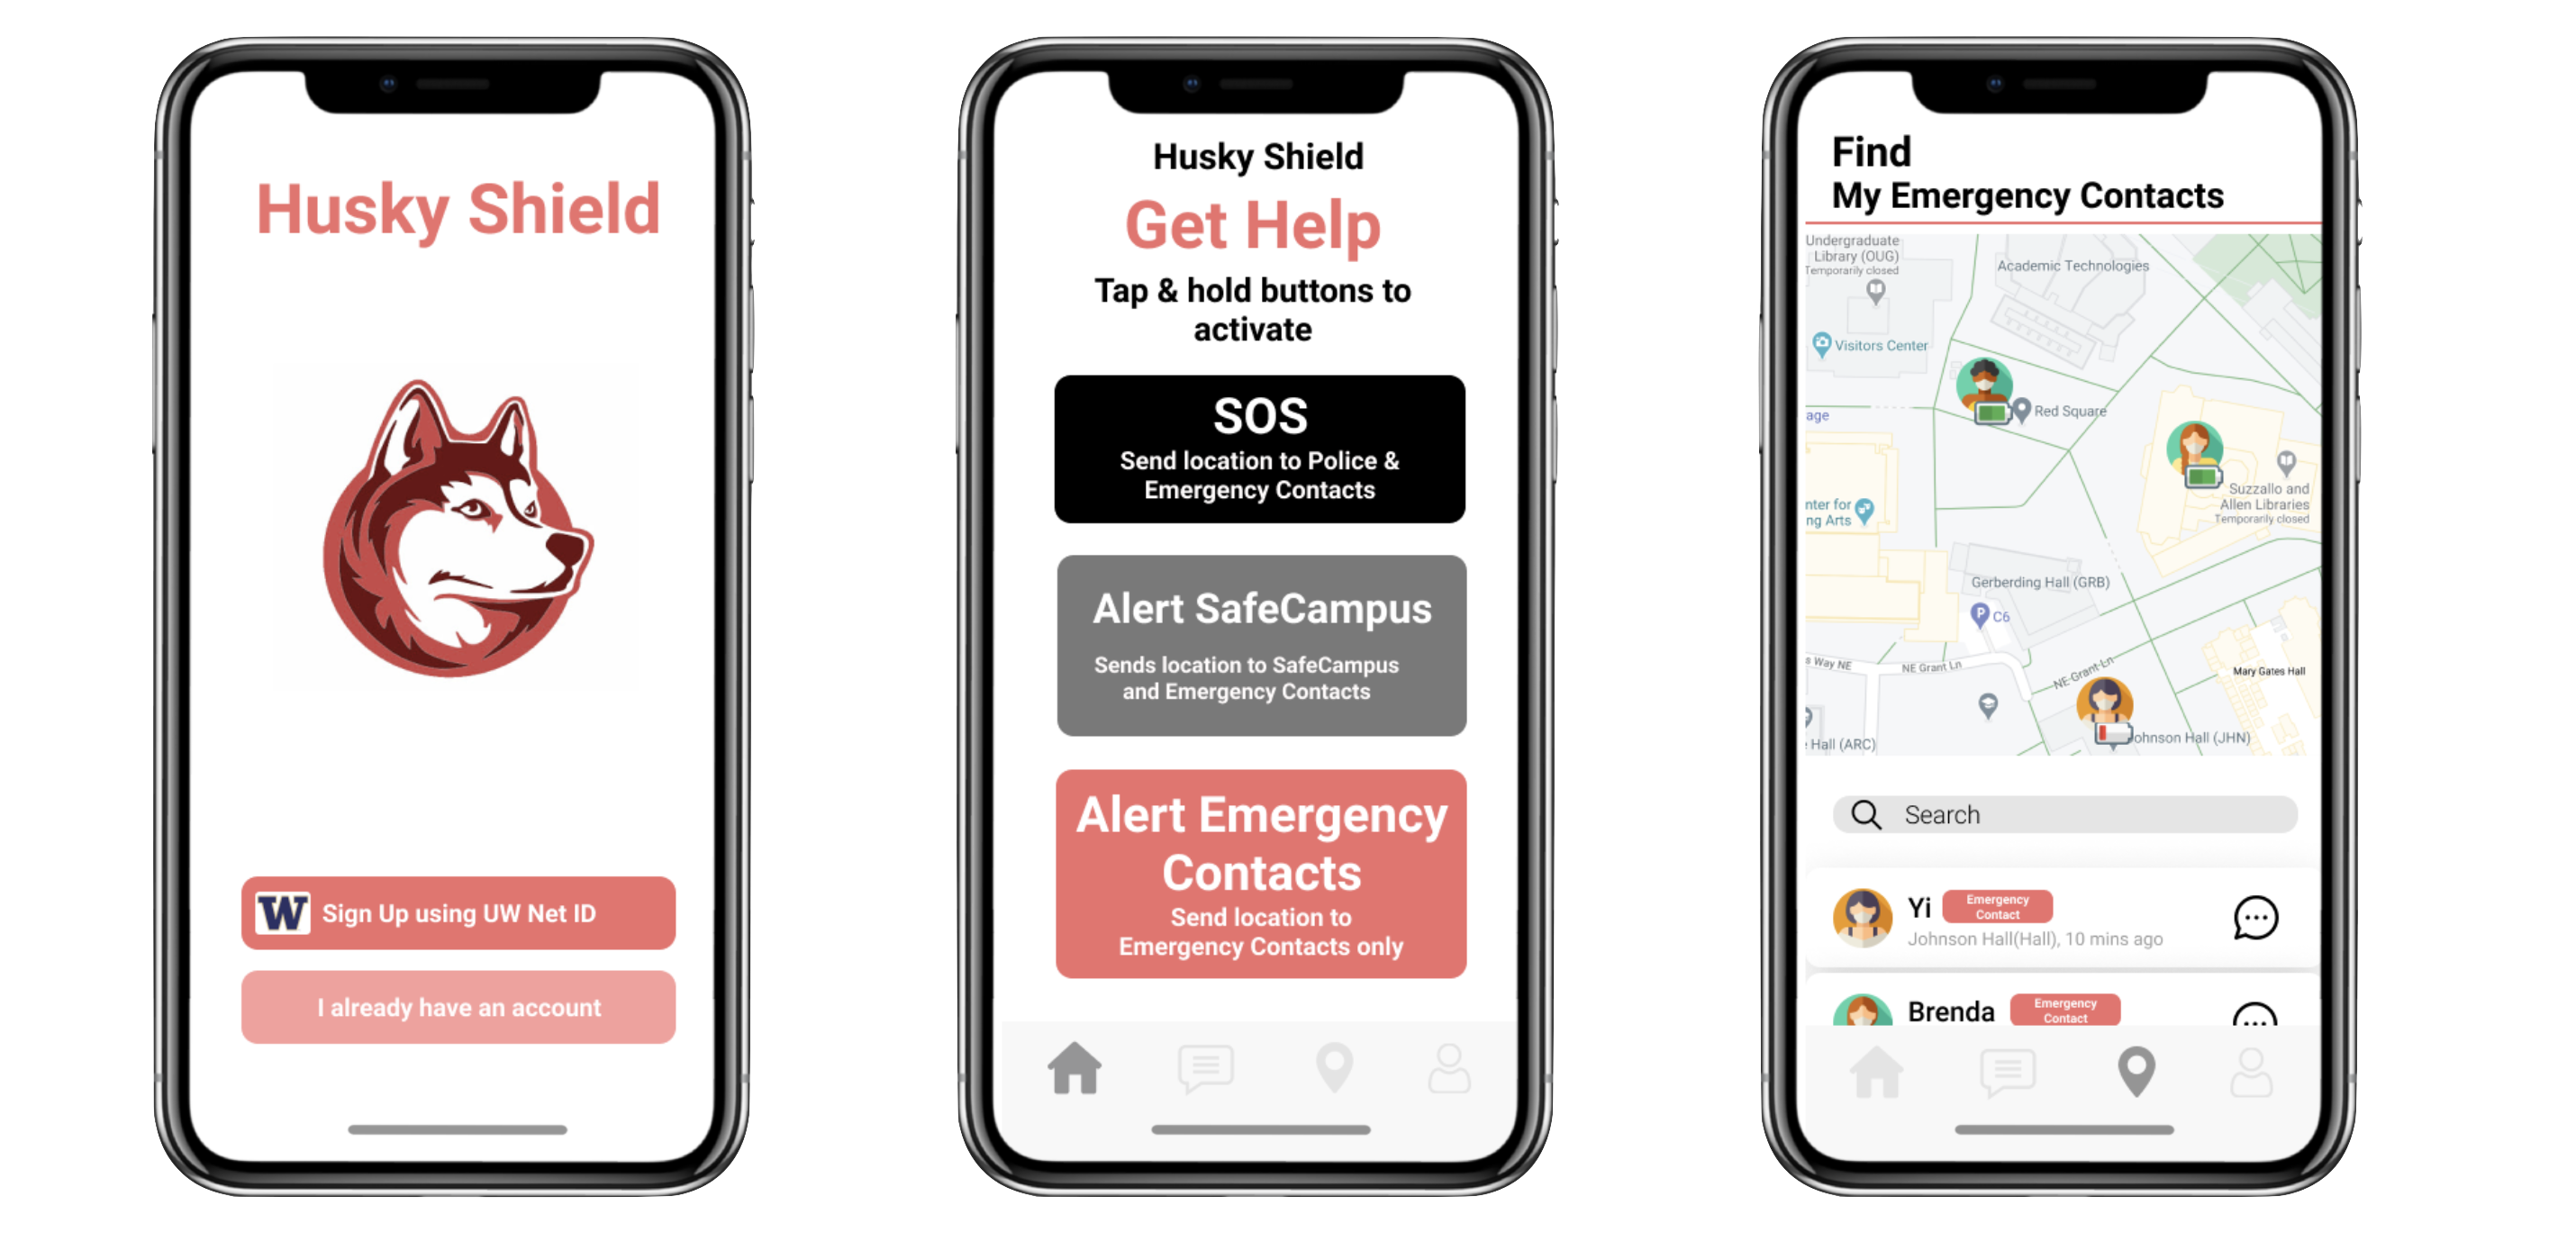 Husky Shield
W
Sign Up using UW Net ID
I already have an account
Husky Shield
Get Help
Tap & hold buttons to
activate
SOS
Send location to Police &
Emergency Contacts
Alert SafeCampus
Sends location to SafeCampus
and Emergency Contacts
Alert Emergency
Contacts
Send location to
Emergency Contacts only
Find
My Emergency Contacts
Undergraduate
Library (OUG)
Temporarily closed
Academic Technologies
Visitors Center
age
Red Square
Suzzallo and
Allen Libraries
Temporarily closed
nter for
ng Arts
Gerberding Hall (GRB)
P
C6
s Way NE
NE Grant Ln
NE Grant Ln
Mary Gates Hall
Hall (ARC)
ohnson Hall (JHN)
Search
Yi
Emergency
Contact
Johnson Hall(Hall), 10 mins ago
Brenda
Emergency
Contact